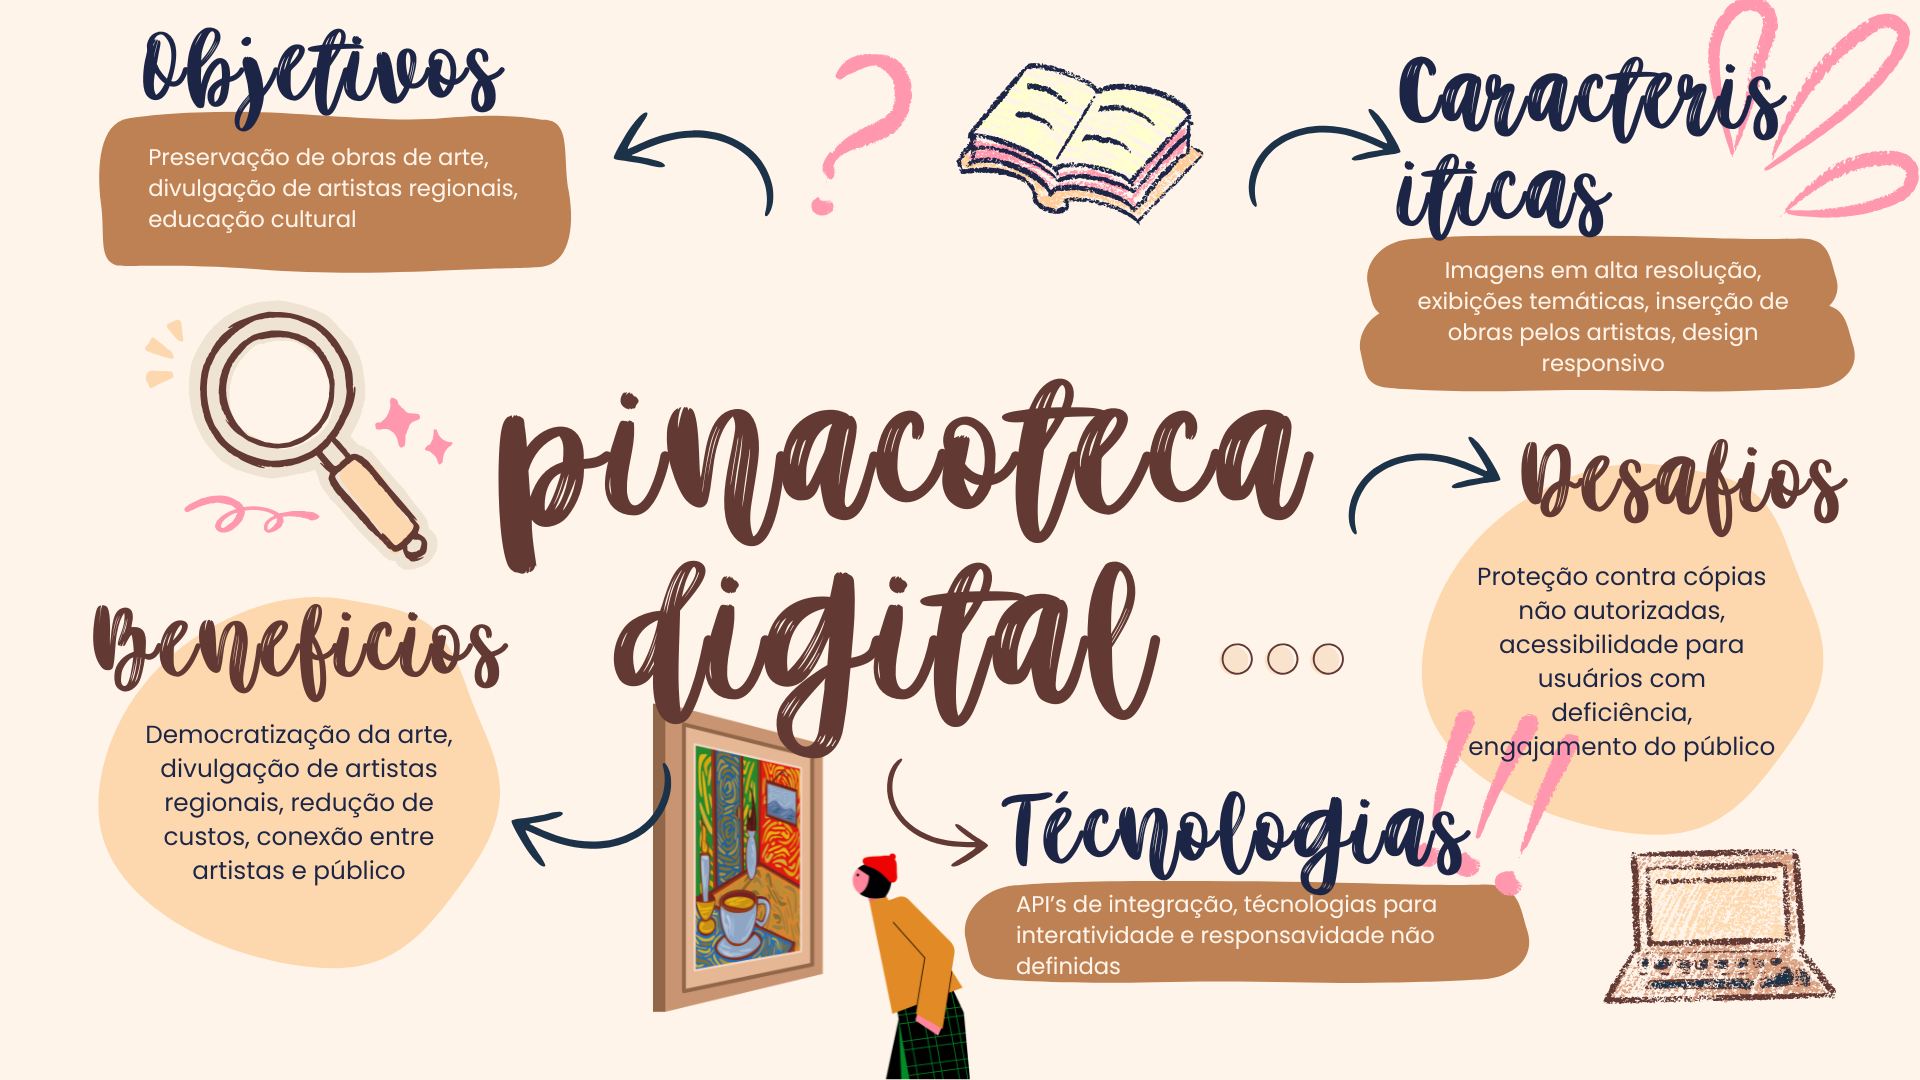 Objetivos
Preservação de obras de arte,
divulgação de artistas regionais,
educação cultural
Caracteris
iticas
Imagens em alta resolução,
exibições temáticas, inserção de
obras pelos artistas, design
responsivo
pinacoteca
digital
Desafios
Proteção contra cópias
não autorizadas,
acessibilidade para
usuários com
deficiência,
engajamento do público
Beneficios
Democratização da arte,
divulgação de artistas
regionais, redução de
custos, conexão entre
artistas e público
Técnologias
API’s de integração, técnologias para
interatividade e responsavidade não
definidas